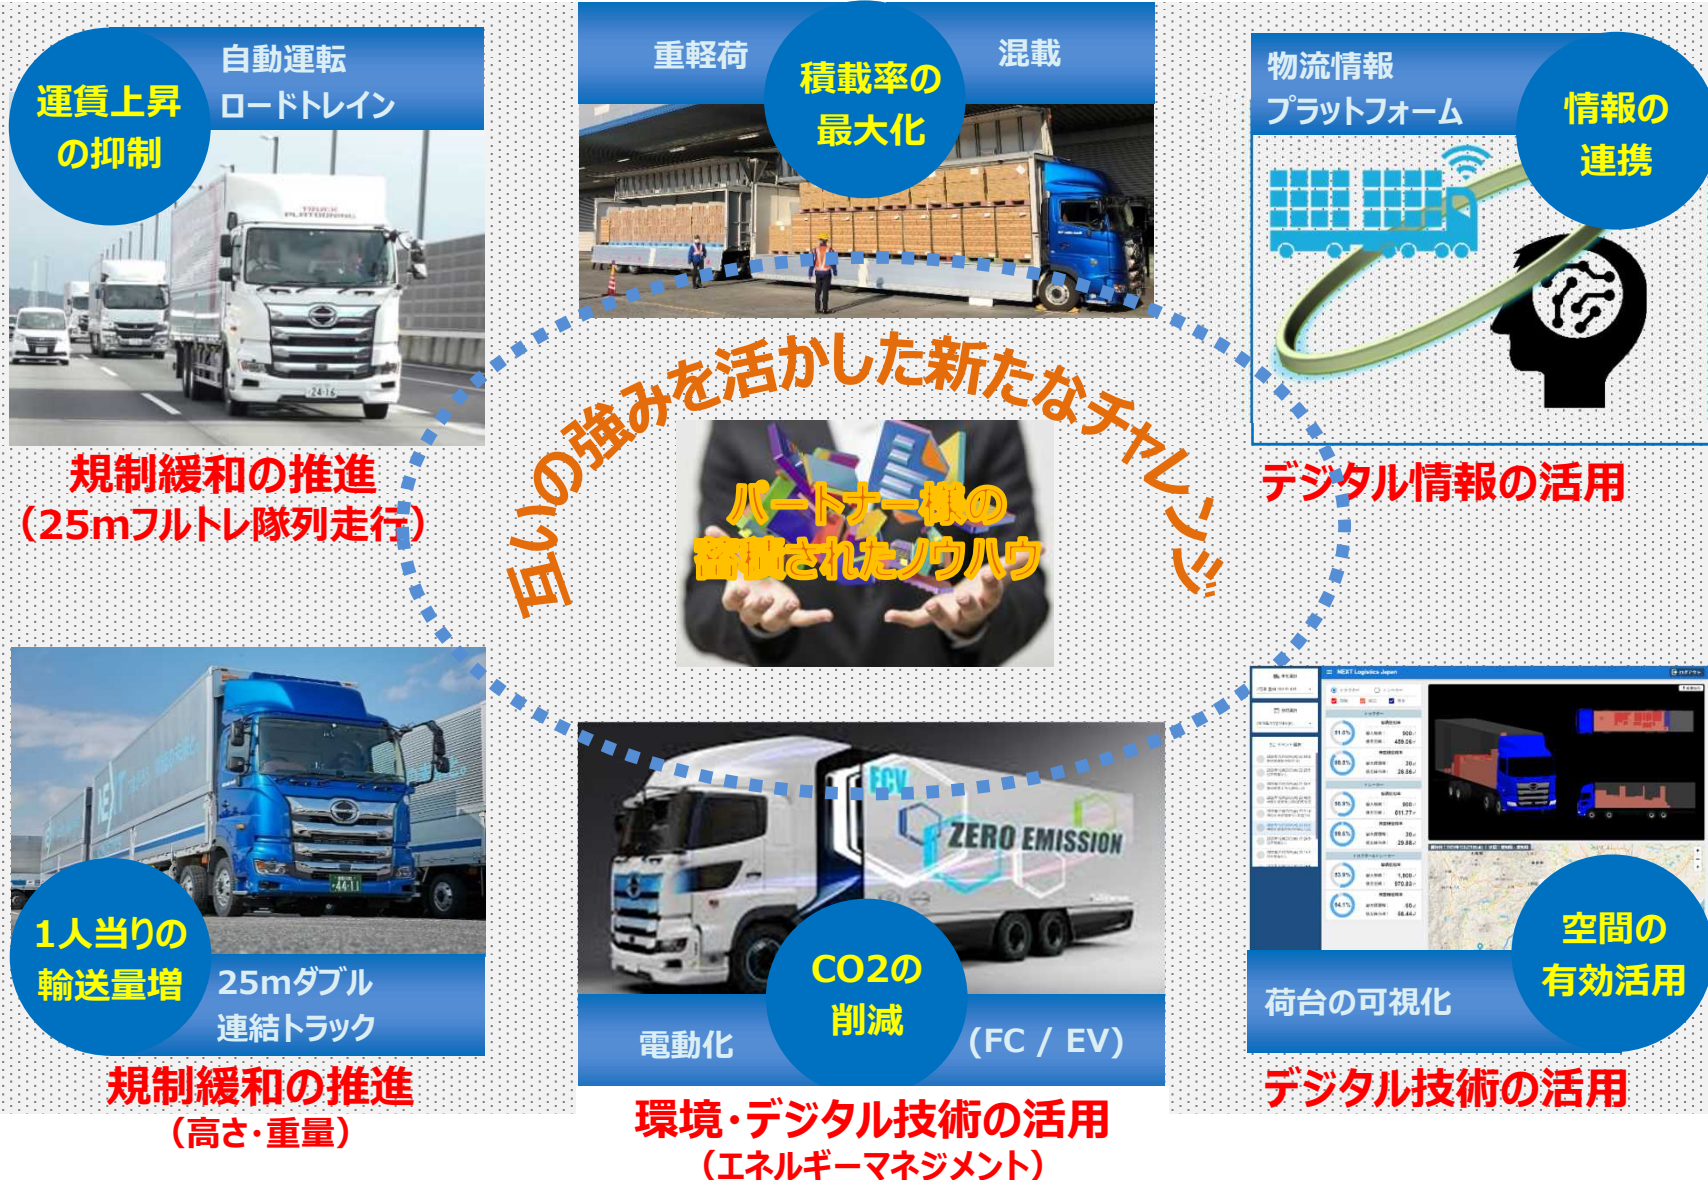 自動運転
ロードトレイン
運賃上昇
の抑制
TRUCK
PLATOONING
24-16
規制緩和の推進
（25mフルトレ隊列走行）
重軽荷
混載
積載率の
最大化
物流情報
プラットフォーム
情報の
連携
デジタル情報の活用
互いの強みを活かした新たなチャレンジ
パートナー様の
蓄積されたノウハウ
44-11
1人当りの
輸送量増
25mダブル
連結トラック
規制緩和の推進
（高さ・重量）
FCV
ZERO EMISSION
CO2の
削減
電動化
(FC / EV)
環境・デジタル技術の活用
（エネルギーマネジメント）
NEXT Logistics Japan
空間の
有効活用
荷台の可視化
デジタル技術の活用